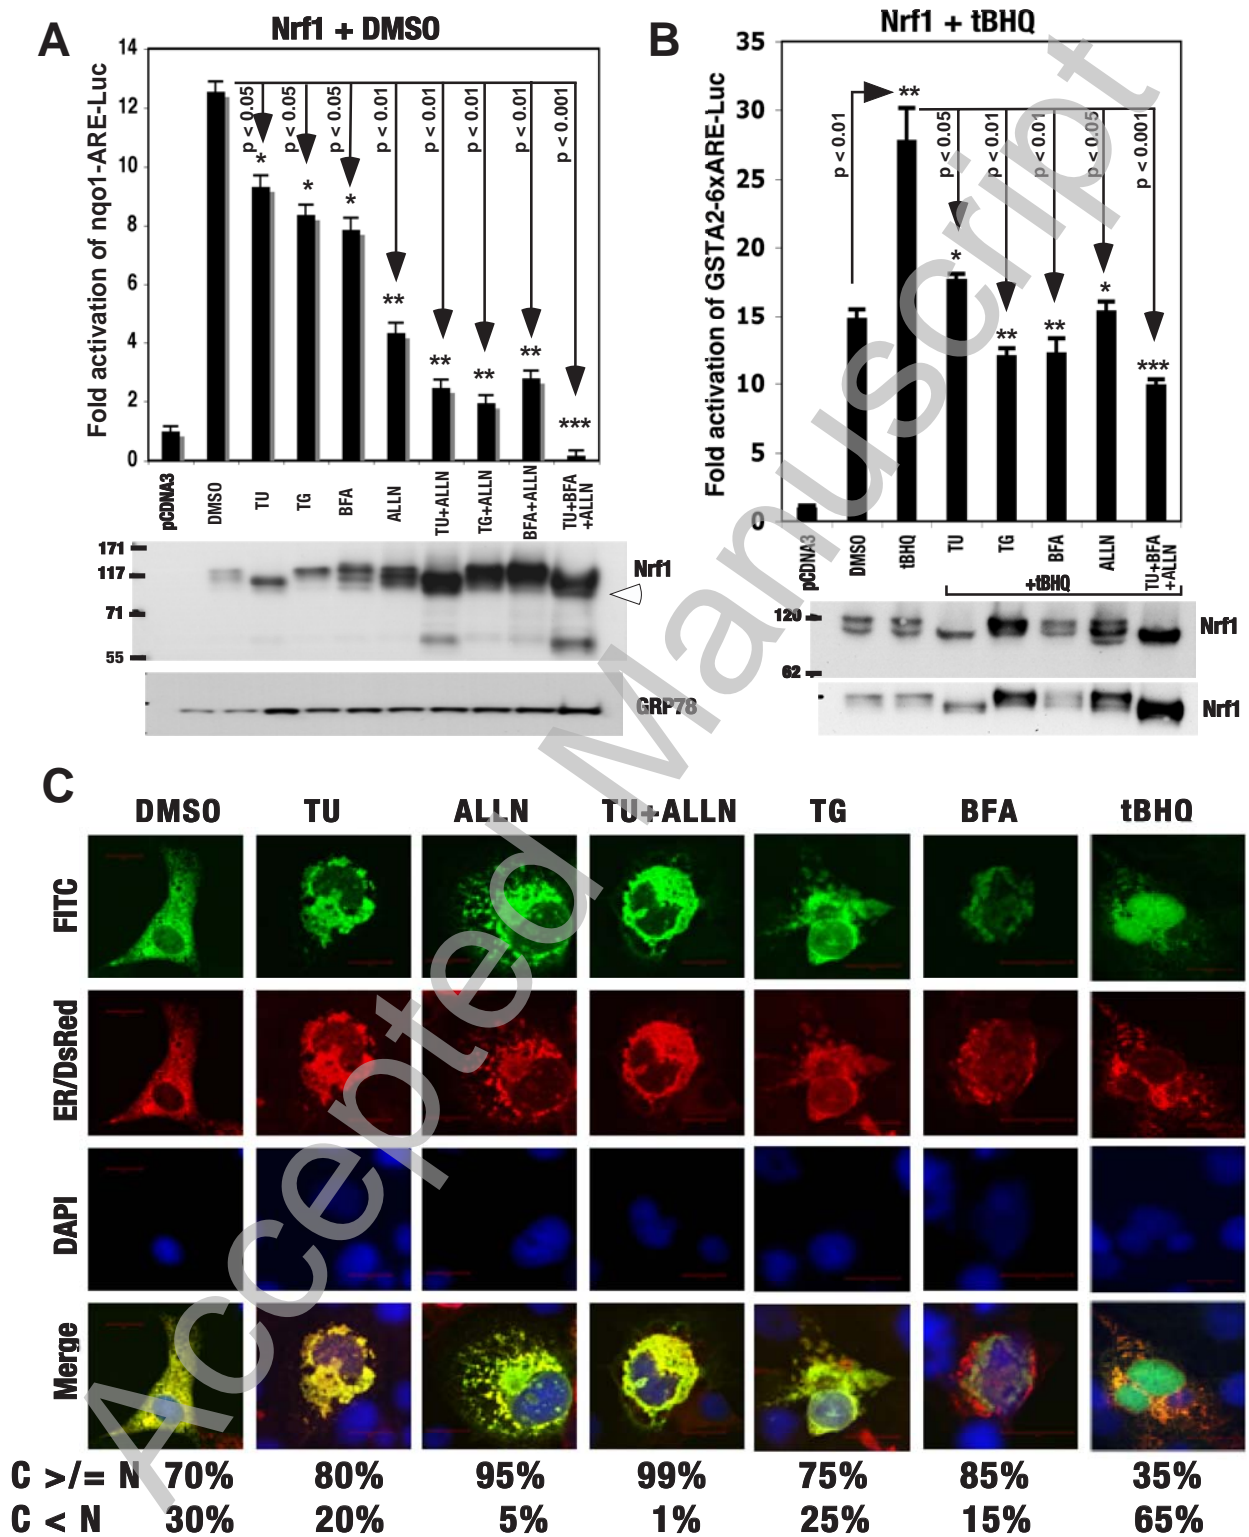 A
Nrf1 + DMSO
Fold activation of nqo1-ARE-Luc
14
12
10
8
6
4
2
0
p < 0.05
p < 0.05
p < 0.05
p < 0.01
p < 0.01
p < 0.01
p < 0.01
p < 0.001
*
*
*
**
**
**
**
***
pCDNA3
DMSO
TU
TG
BFA
ALLN
TU+ALLN
TG+ALLN
BFA+ALLN
TU+BFA
+ALLN
171
117
71
55
Nrf1
GRP78
B
Nrf1 + tBHQ
Fold activation of GSTA2-6xARE-Luc
35
30
25
20
15
10
5
0
p < 0.01
p < 0.05
p < 0.01
p < 0.01
p < 0.05
p < 0.001
**
*
**
**
*
***
pCDNA3
DMSO
tBHQ
TU
TG
BFA
ALLN
TU+BFA
+ALLN
+tBHQ
120
62
Nrf1
Nrf1
C
DMSO TU ALLN TU+ALLN TG BFA tBHQ
FITC
ER/DsRed
DAPI
Merge
C >/= N 70% 80% 95% 99% 75% 85% 35%
C < N 30% 20% 5% 1% 25% 15% 65%
Accepted Manuscript